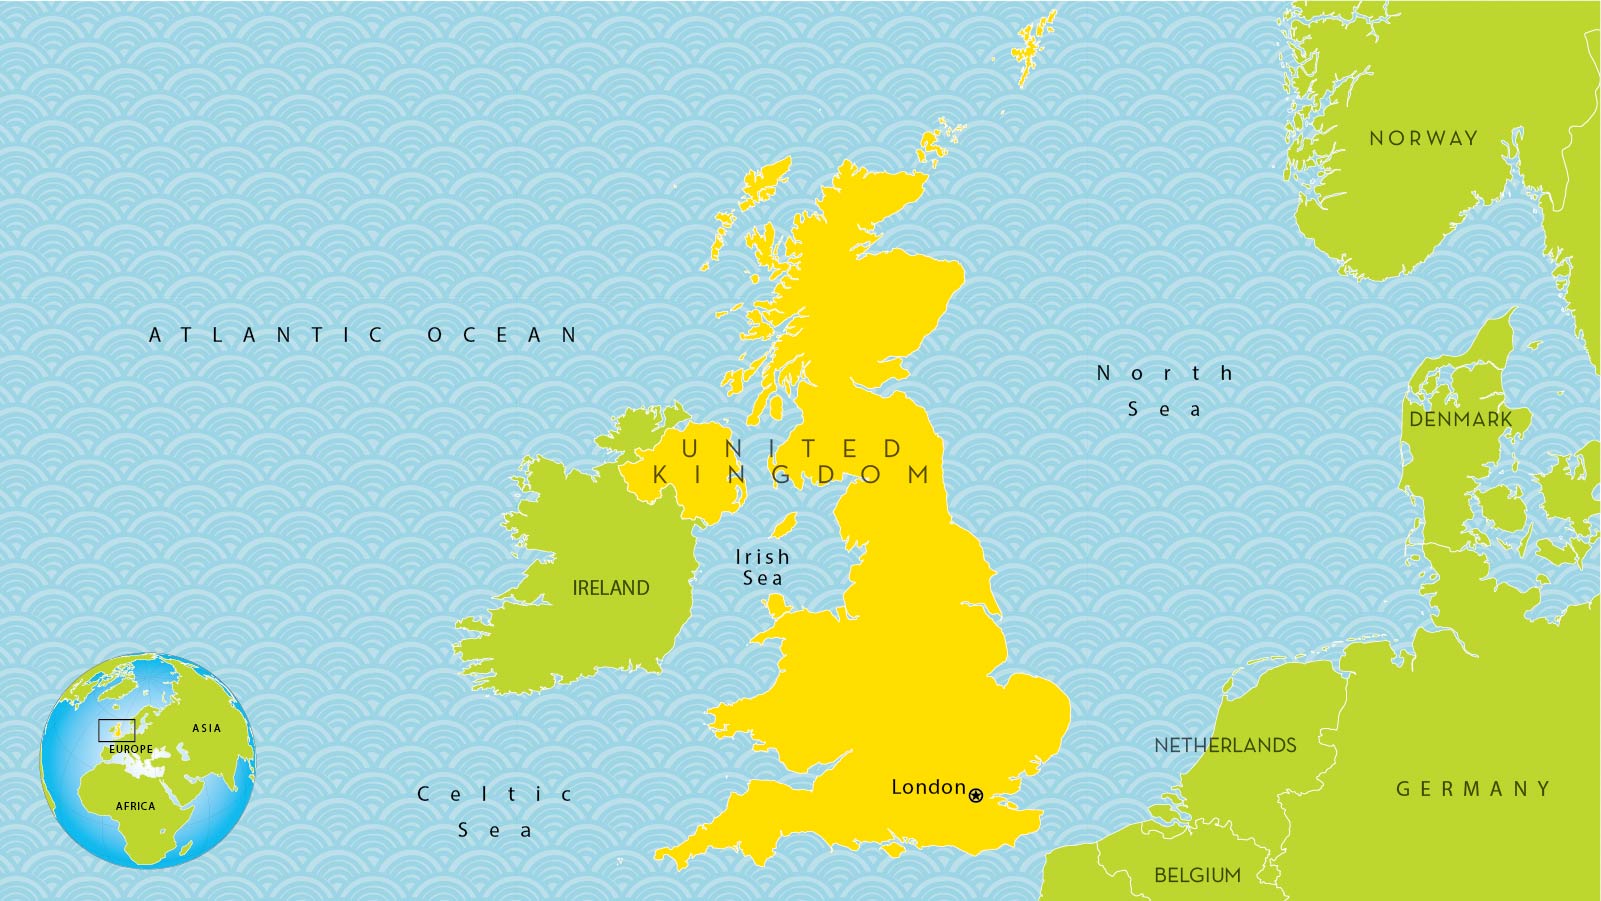 NORWAY
ATLANTIC OCEAN
North
Sea
DENMARK
UNITED
KINGDOM
Irish
Sea
IRELAND
ASIA
EUROPE
AFRICA
NETHERLANDS
London
GERMANY
Celtic
Sea
BELGIUM